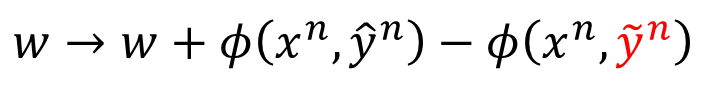 w → w + ϕ(xⁿ, ŷⁿ) − ϕ(xⁿ, ỹⁿ)